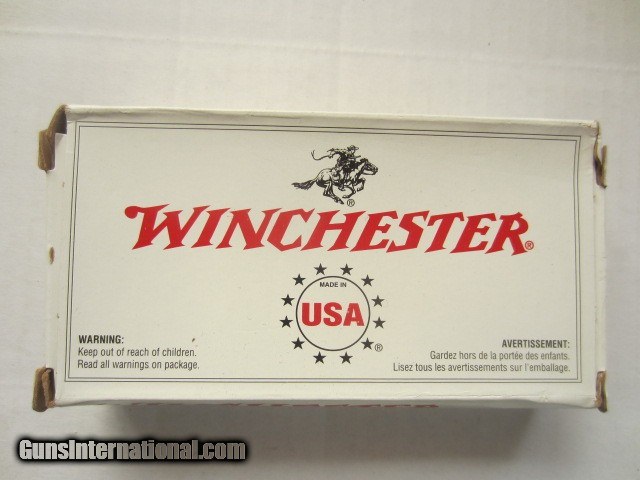 ®
WINCHESTER®
MADE IN
USA
®
WARNING:
Keep out of reach of children.
Read all warnings on package.
AVERTISSEMENT:
Gardez hors de la portée des enfants.
Lisez tous les avertissements sur l'emballage.
GunsInternational.com